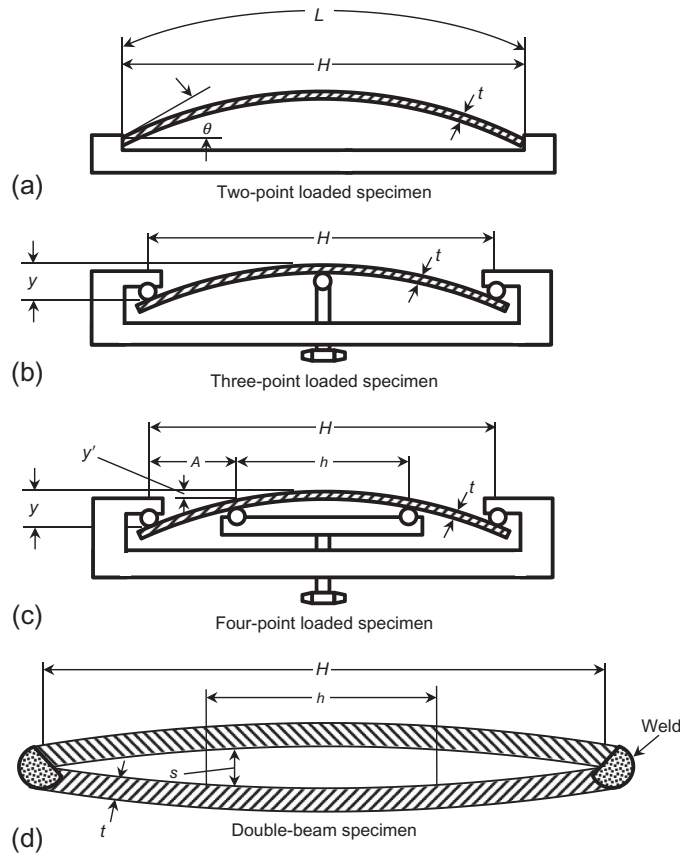 L
H
t
θ
(a)
Two-point loaded specimen
H
t
y
(b)
Three-point loaded specimen
H
y'
A
h
t
y
(c)
Four-point loaded specimen
H
h
Weld
s
t
(d)
Double-beam specimen